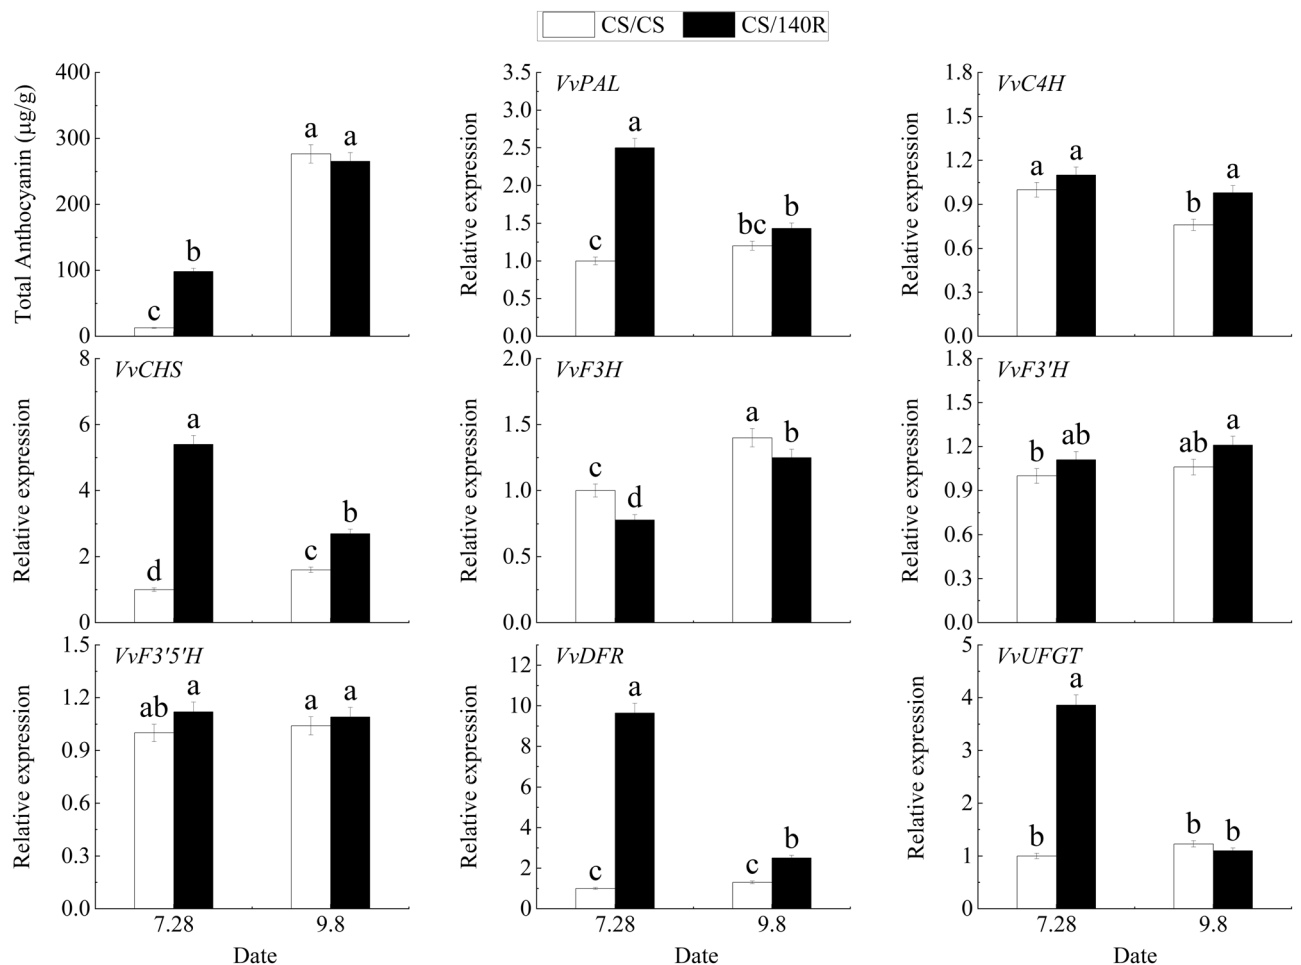 CS/CS CS/140R
Total Anthocyanin (μg/g)
400
300
200
100
0
c
b
a
a
Relative expression
VvPAL
3.5
3.0
2.5
2.0
1.5
1.0
0.5
0.0
c
a
bc
b
Relative expression
VvC4H
1.8
1.5
1.2
0.9
0.6
0.3
0.0
a
a
b
a
Relative expression
VvCHS
8
6
4
2
0
d
a
c
b
Relative expression
VvF3H
2.0
1.5
1.0
0.5
0.0
c
d
a
b
Relative expression
VvF3'H
1.8
1.5
1.2
0.9
0.6
0.3
0.0
b
ab
ab
a
Relative expression
VvF3'5'H
1.5
1.2
0.9
0.6
0.3
0.0
ab
a
a
a
7.28 9.8
Date
Relative expression
VvDFR
12
10
8
6
4
2
0
c
a
c
b
7.28 9.8
Date
Relative expression
VvUFGT
5
4
3
2
1
0
b
a
b
b
7.28 9.8
Date